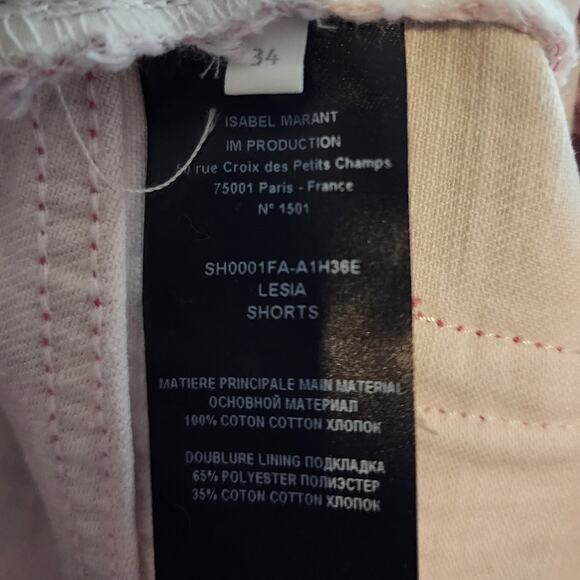 34
ISABEL MARANT
IM PRODUCTION
50 rue Croix des Petits Champs
75001 Paris - France
N° 1501
SH0001FA-A1H36E
LESIA
SHORTS
MATIERE PRINCIPALE MAIN MATERIAL
ОСНОВНОЙ МАТЕРИАЛ
100% COTON COTTON ХЛОПОК
DOUBLURE LINING ПОДКЛАДКА
65% POLYESTER ПОЛИЭСТЕР
35% COTON COTTON ХЛОПОК